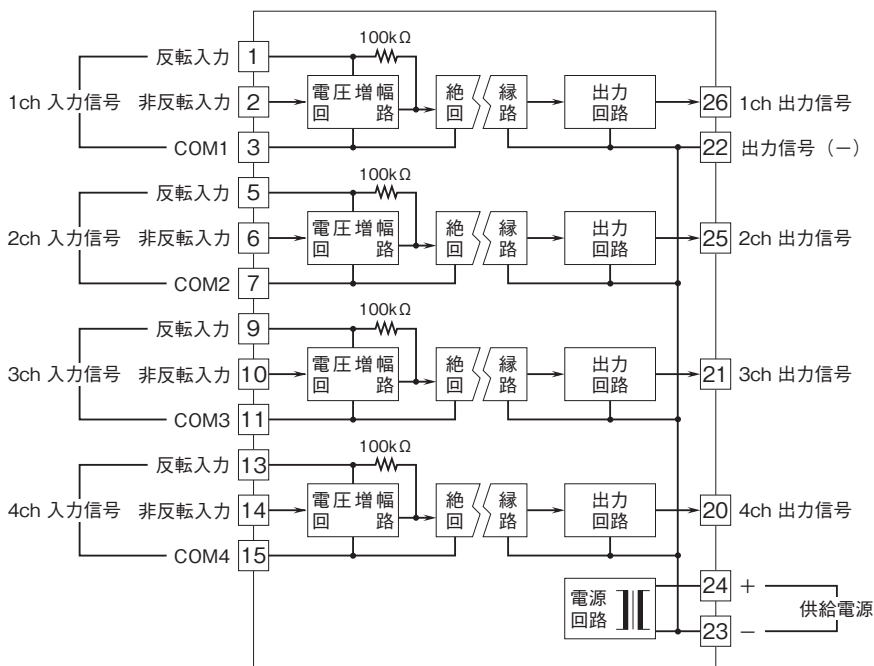 100kΩ
反転入力 1
1ch 入力信号 非反転入力 2 電圧増幅回路 絶縁回路 出力回路 26 1ch 出力信号
COM1 3 22 出力信号（－）
100kΩ
反転入力 5
2ch 入力信号 非反転入力 6 電圧増幅回路 絶縁回路 出力回路 25 2ch 出力信号
COM2 7
100kΩ
反転入力 9
3ch 入力信号 非反転入力 10 電圧増幅回路 絶縁回路 出力回路 21 3ch 出力信号
COM3 11
100kΩ
反転入力 13
4ch 入力信号 非反転入力 14 電圧増幅回路 絶縁回路 出力回路 20 4ch 出力信号
COM4 15
電源回路 24 ＋
供給電源
23 －